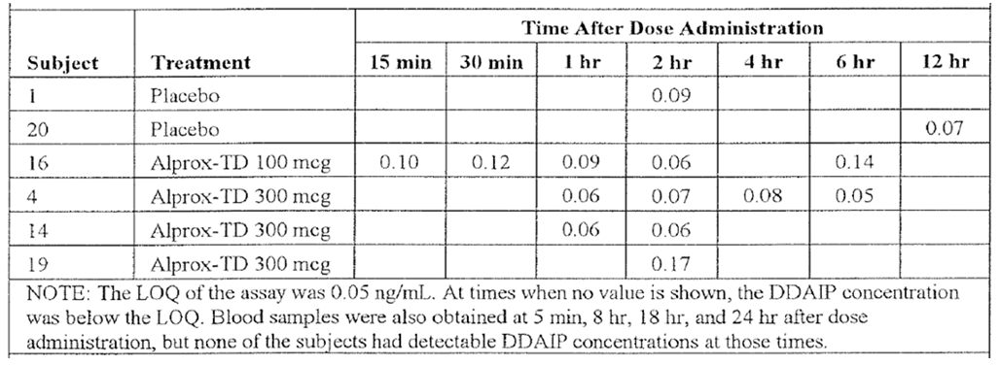 Time After Dose Administration
Subject Treatment 15 min 30 min 1 hr 2 hr 4 hr 6 hr 12 hr
1 Placebo 0.09
20 Placebo 0.07
16 Alprox-TD 100 mcg 0.10 0.12 0.09 0.06 0.14
4 Alprox-TD 300 mcg 0.06 0.07 0.08 0.05
14 Alprox-TD 300 mcg 0.06 0.06
19 Alprox-TD 300 mcg 0.17
NOTE: The LOQ of the assay was 0.05 ng/mL. At times when no value is shown, the DDAIP concentration
was below the LOQ. Blood samples were also obtained at 5 min, 8 hr, 18 hr, and 24 hr after dose
administration, but none of the subjects had detectable DDAIP concentrations at those times.